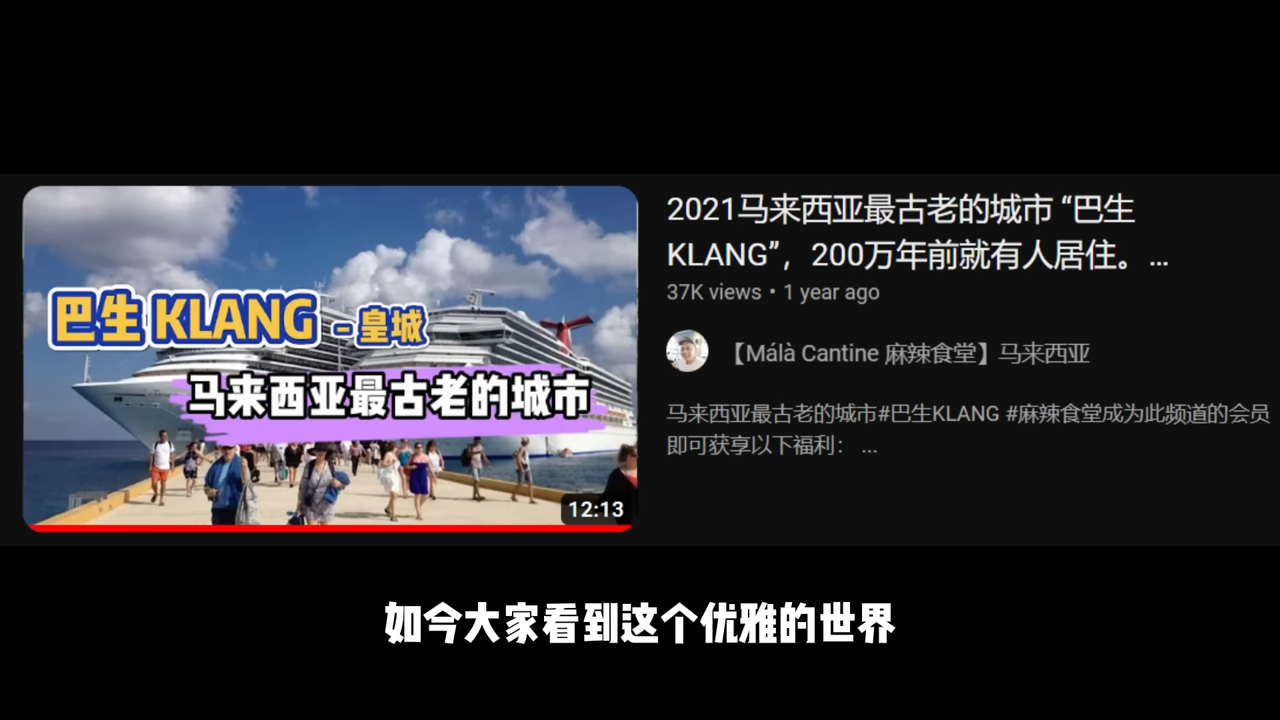 巴生 KLANG - 皇城
马来西亚最古老的城市
12:13
2021马来西亚最古老的城市 “巴生
KLANG”，200万年前就有人居住。...
37K views • 1 year ago
【Málà Cantine 麻辣食堂】马来西亚
马来西亚最古老的城市#巴生KLANG #麻辣食堂成为此频道的会员
即可获享以下福利： ...
如今大家看到这个优雅的世界